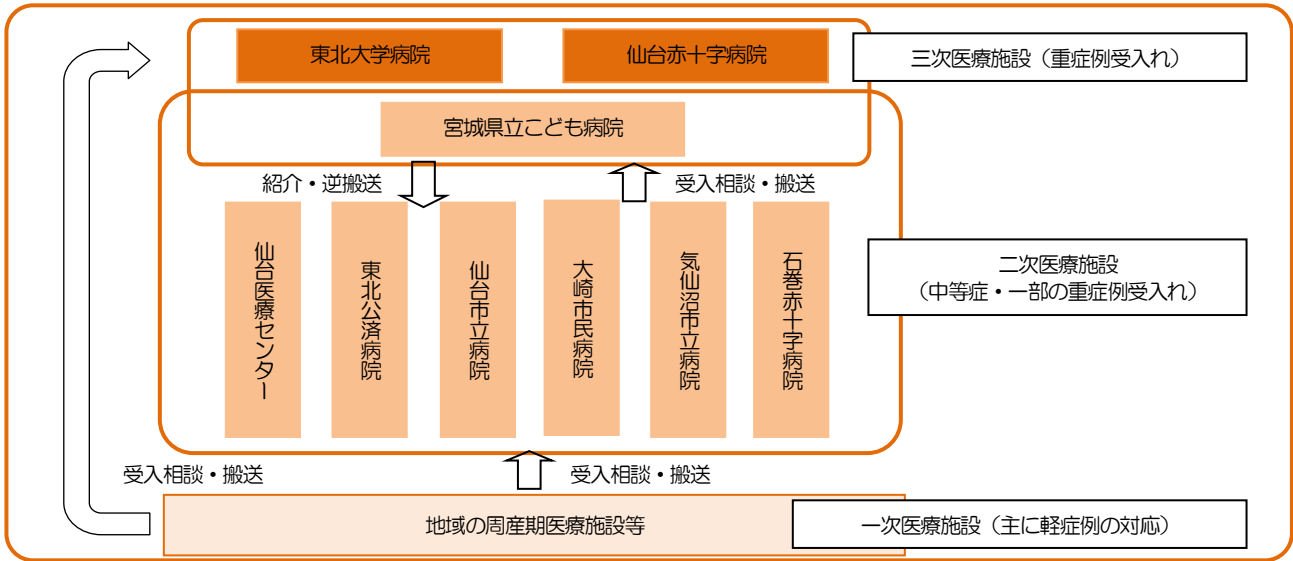 東北大学病院
仙台赤十字病院
三次医療施設（重症例受入れ）
宮城県立こども病院
紹介・逆搬送
受入相談・搬送
仙台医療センター
東北公済病院
仙台市立病院
大崎市民病院
気仙沼市立病院
石巻赤十字病院
二次医療施設
（中等症・一部の重症例受入れ）
受入相談・搬送
受入相談・搬送
地域の周産期医療施設等
一次医療施設（主に軽症例の対応）